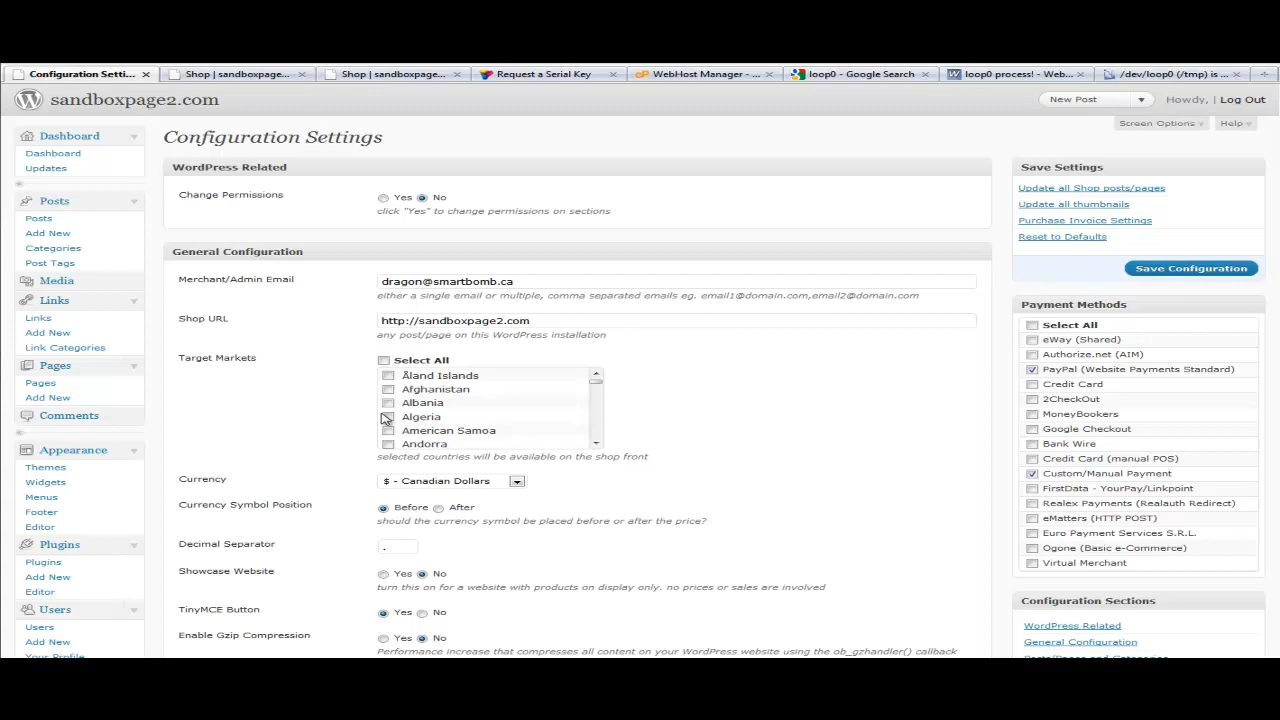 Configuration Setti...
Shop | sandboxpage...
Shop | sandboxpage...
Request a Serial Key
WebHost Manager - ...
loop0 - Google Search
loop0 process! - Web...
/dev/loop0 (/tmp) is ...
sandboxpage2.com
New Post
Howdy, | Log Out
Screen Options
Help
Dashboard
Dashboard
Updates
Posts
Posts
Add New
Categories
Post Tags
Media
Links
Links
Add New
Link Categories
Pages
Pages
Add New
Comments
Appearance
Themes
Widgets
Menus
Footer
Editor
Plugins
Plugins
Add New
Editor
Users
Users
Add New
Your Profile
Configuration Settings
WordPress Related
Change Permissions
Yes No
click "Yes" to change permissions on sections
General Configuration
Merchant/Admin Email
dragon@smartbomb.ca
either a single email or multiple, comma separated emails eg. email1@domain.com,email2@domain.com
Shop URL
http://sandboxpage2.com
any post/page on this WordPress installation
Target Markets
Select All
Åland Islands
Afghanistan
Albania
Algeria
American Samoa
Andorra
selected countries will be available on the shop front
Currency
$ - Canadian Dollars
Currency Symbol Position
Before After
should the currency symbol be placed before or after the price?
Decimal Separator
.
Showcase Website
Yes No
turn this on for a website with products on display only. no prices or sales are involved
TinyMCE Button
Yes No
Enable Gzip Compression
Yes No
Performance increase that compresses all content on your WordPress website using the ob_gzhandler() callback
Save Settings
Update all Shop posts/pages
Update all thumbnails
Purchase Invoice Settings
Reset to Defaults
Save Configuration
Payment Methods
Select All
eWay (Shared)
Authorize.net (AIM)
PayPal (Website Payments Standard)
Credit Card
2CheckOut
MoneyBookers
Google Checkout
Bank Wire
Credit Card (manual POS)
Custom/Manual Payment
FirstData - YourPay/Linkpoint
Realex Payments (Realauth Redirect)
eMatters (HTTP POST)
Euro Payment Services S.R.L.
Ogone (Basic e-Commerce)
Virtual Merchant
Configuration Sections
WordPress Related
General Configuration
Posts/Pages and Categories